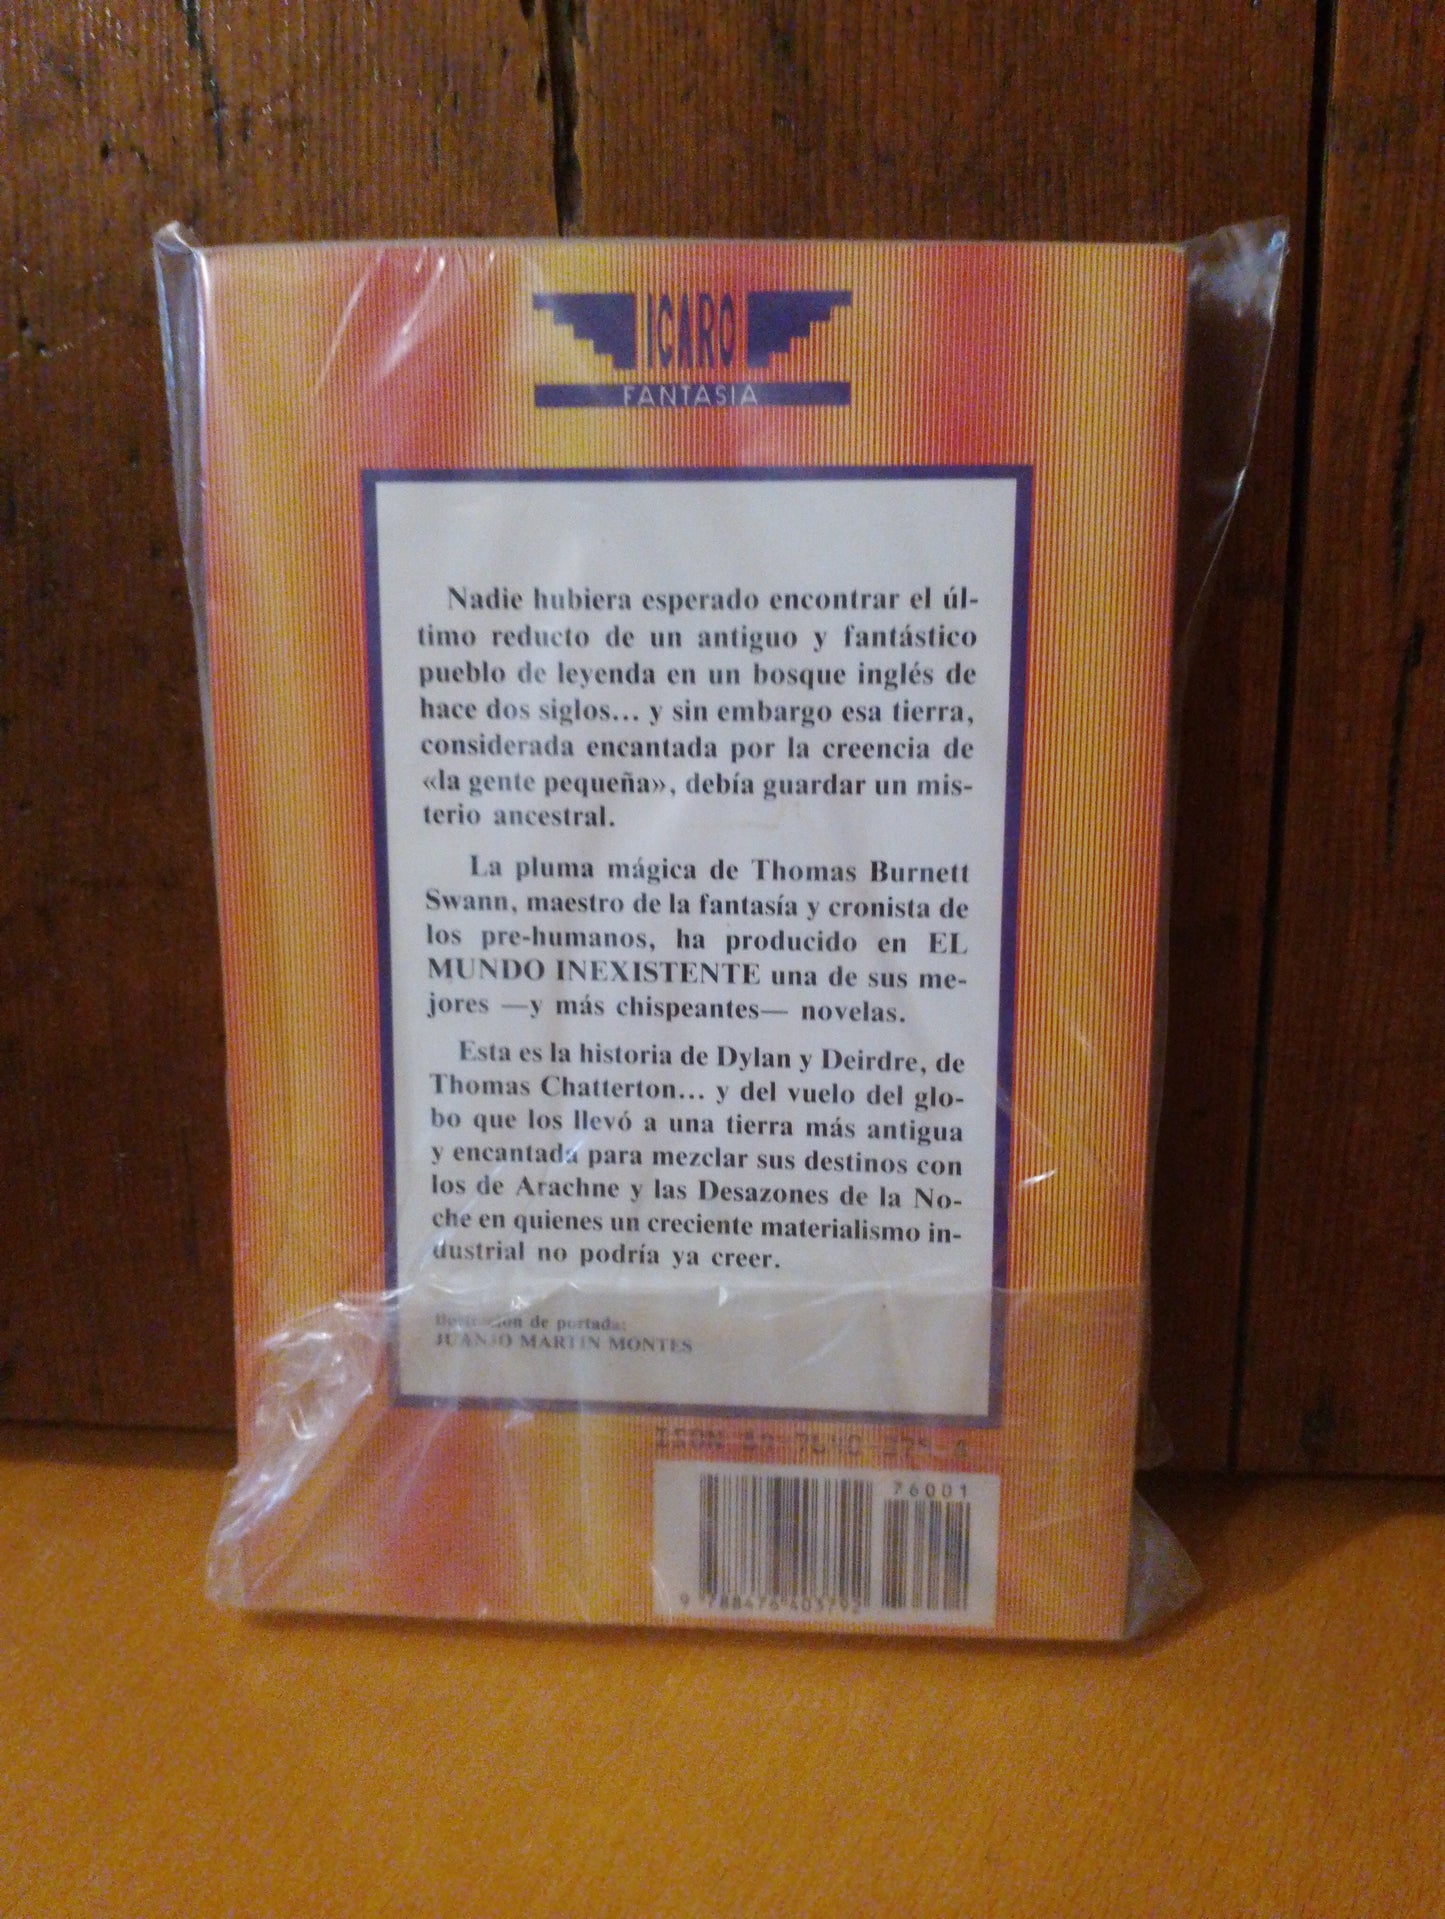 ICARO
FANTASIA
Nadie hubiera esperado encontrar el úl-
timo reducto de un antiguo y fantástico
pueblo de leyenda en un bosque inglés de
hace dos siglos... y sin embargo esa tierra,
considerada encantada por la creencia de
«la gente pequeña», debía guardar un mis-
terio ancestral.
La pluma mágica de Thomas Burnett
Swann, maestro de la fantasía y cronista de
los pre-humanos, ha producido en EL
MUNDO INEXISTENTE una de sus me-
jores —y más chispeantes— novelas.
Esta es la historia de Dylan y Deirdre, de
Thomas Chatterton... y del vuelo del glo-
bo que los llevó a una tierra más antigua
y encantada para mezclar sus destinos con
los de Arachne y las Desazones de la No-
che en quienes un creciente materialismo in-
dustrial no podría ya creer.
Ilustración de portada:
JUANJO MARTIN MONTES
ISBN
76001
9 788476 403792